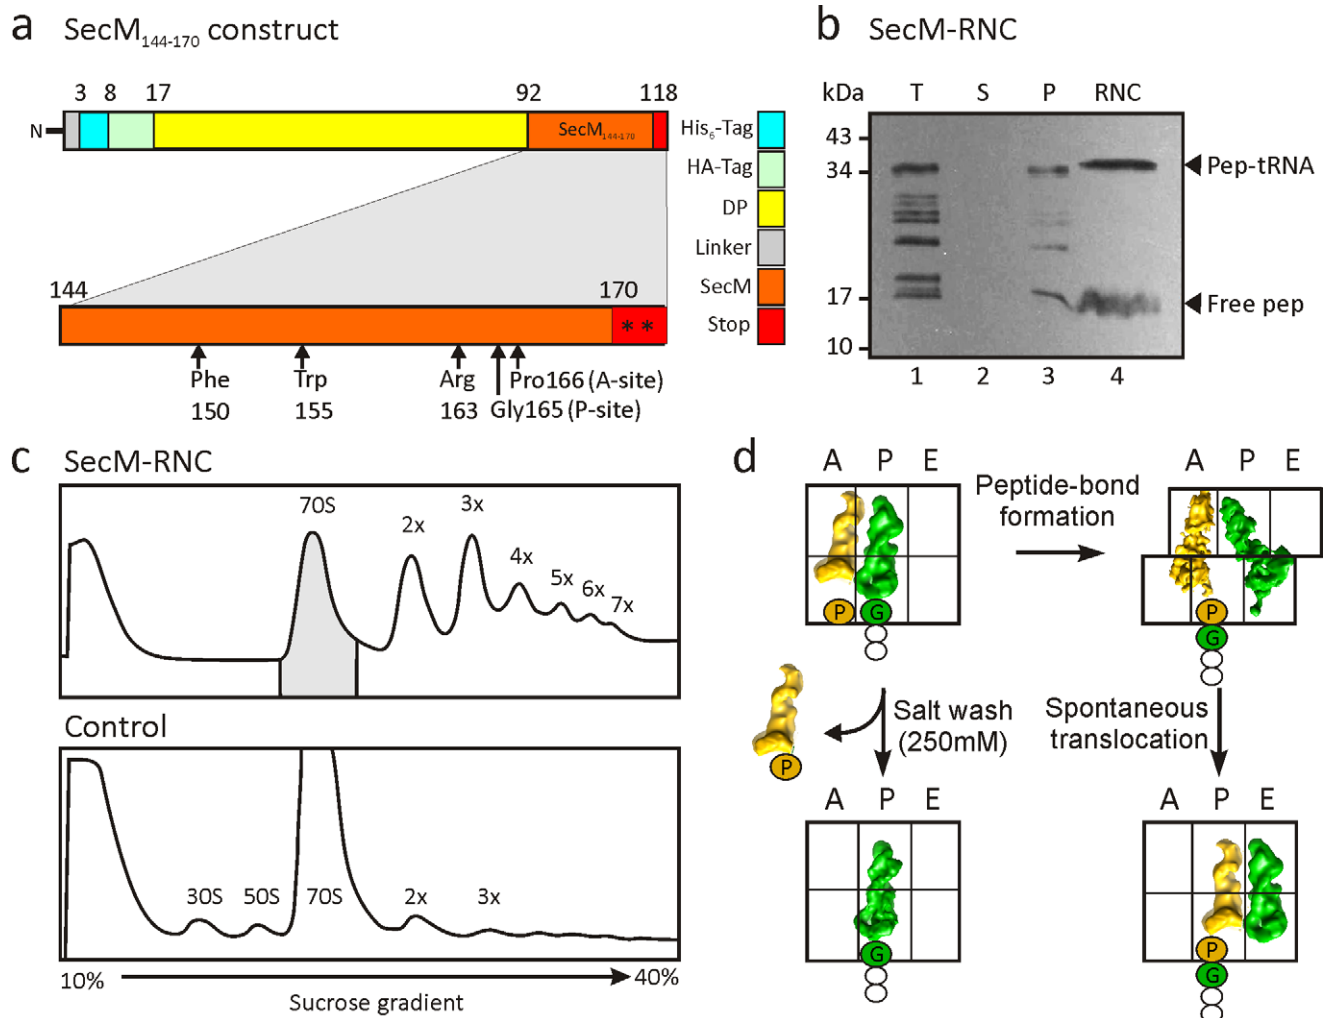 a SecM144-170 construct
3 8 17 92 118
N
SecM144-170
His6-Tag
HA-Tag
DP
Linker
SecM
Stop
144 170
* *
Phe Trp Arg Pro166 (A-site)
150 155 163 Gly165 (P-site)
b SecM-RNC
kDa T S P RNC
43
34
17
10
Pep-tRNA
Free pep
1 2 3 4
c SecM-RNC
70S 2x 3x 4x 5x 6x 7x
Control
30S 50S 70S 2x 3x
10% 40%
Sucrose gradient
d
A P E
P G
Peptide-bond
formation
A P E
P
G
P
Salt wash
(250mM)
Spontaneous
translocation
A P E
G
A P E
P
G